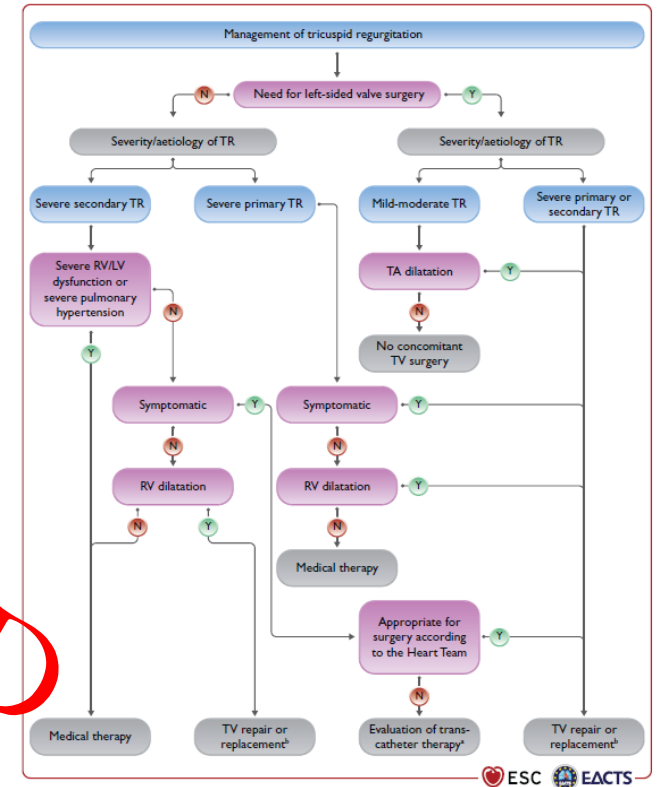 Management of tricuspid regurgitation
N
Need for left-sided valve surgery
Y
Severity/aetiology of TR
Severity/aetiology of TR
Severe secondary TR
Severe primary TR
Mild-moderate TR
Severe primary or
secondary TR
Severe RV/LV
dysfunction or
severe pulmonary
hypertension
N
Y
TA dilatation
Y
N
No concomitant
TV surgery
Symptomatic
Y
N
Symptomatic
Y
N
RV dilatation
N
Y
RV dilatation
Y
N
Medical therapy
Appropriate for
surgery according
to the Heart Team
Y
N
Medical therapy
TV repair or
replacementᵇ
Evaluation of trans-
catheter therapyᵃ
TV repair or
replacementᵇ
ESC
EACTS